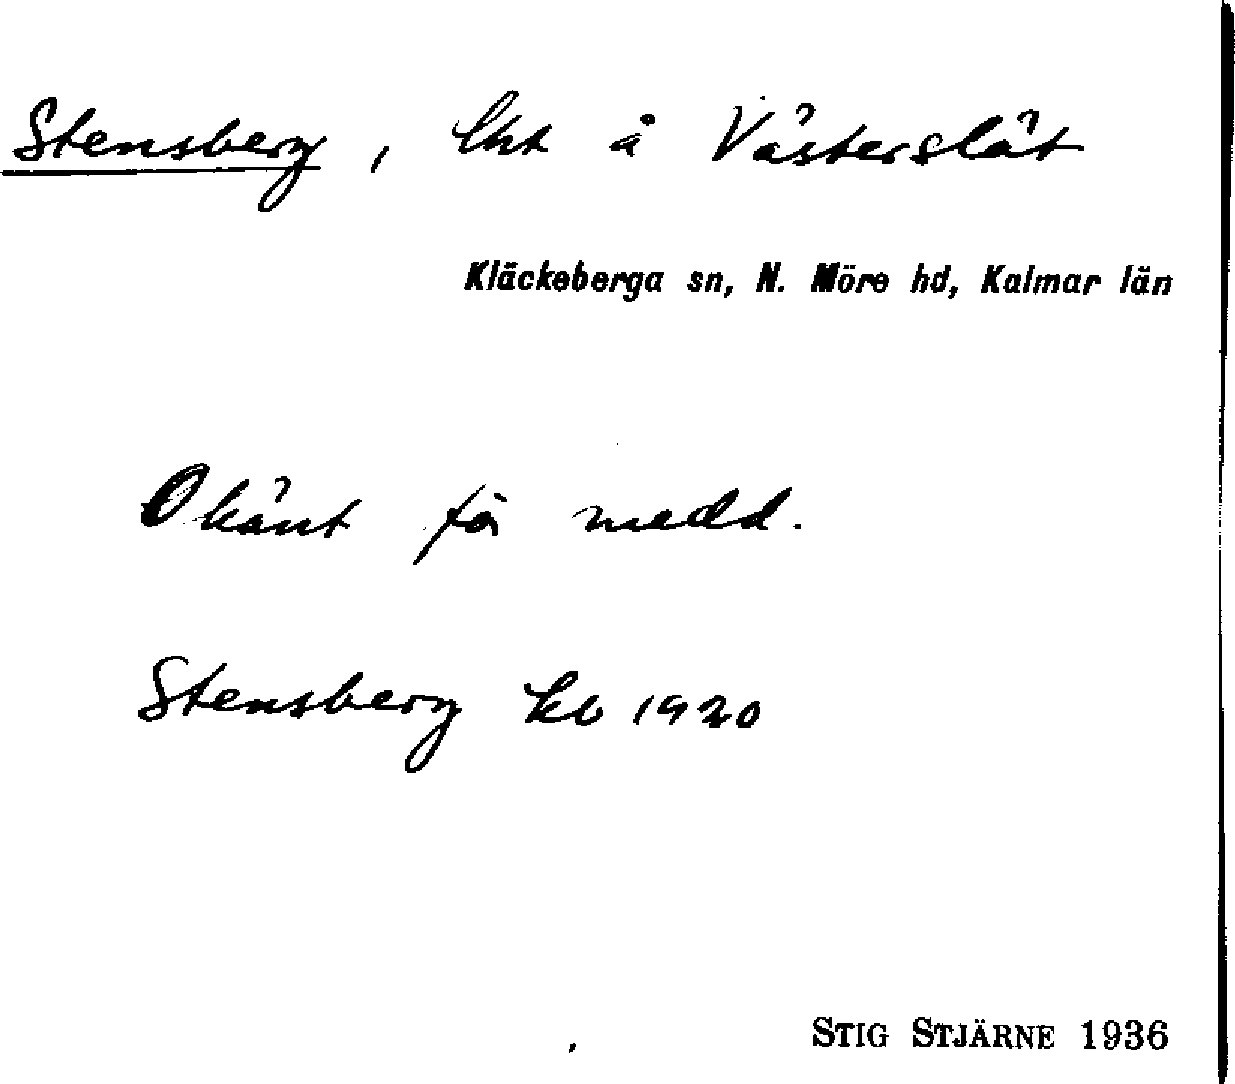 Stensberg, lht å Västerslät
Kläckeberga sn, N. Möre hd, Kalmar län
Okänt för medd.
Stensberg kb 1920
STIG STJÄRNE 1936